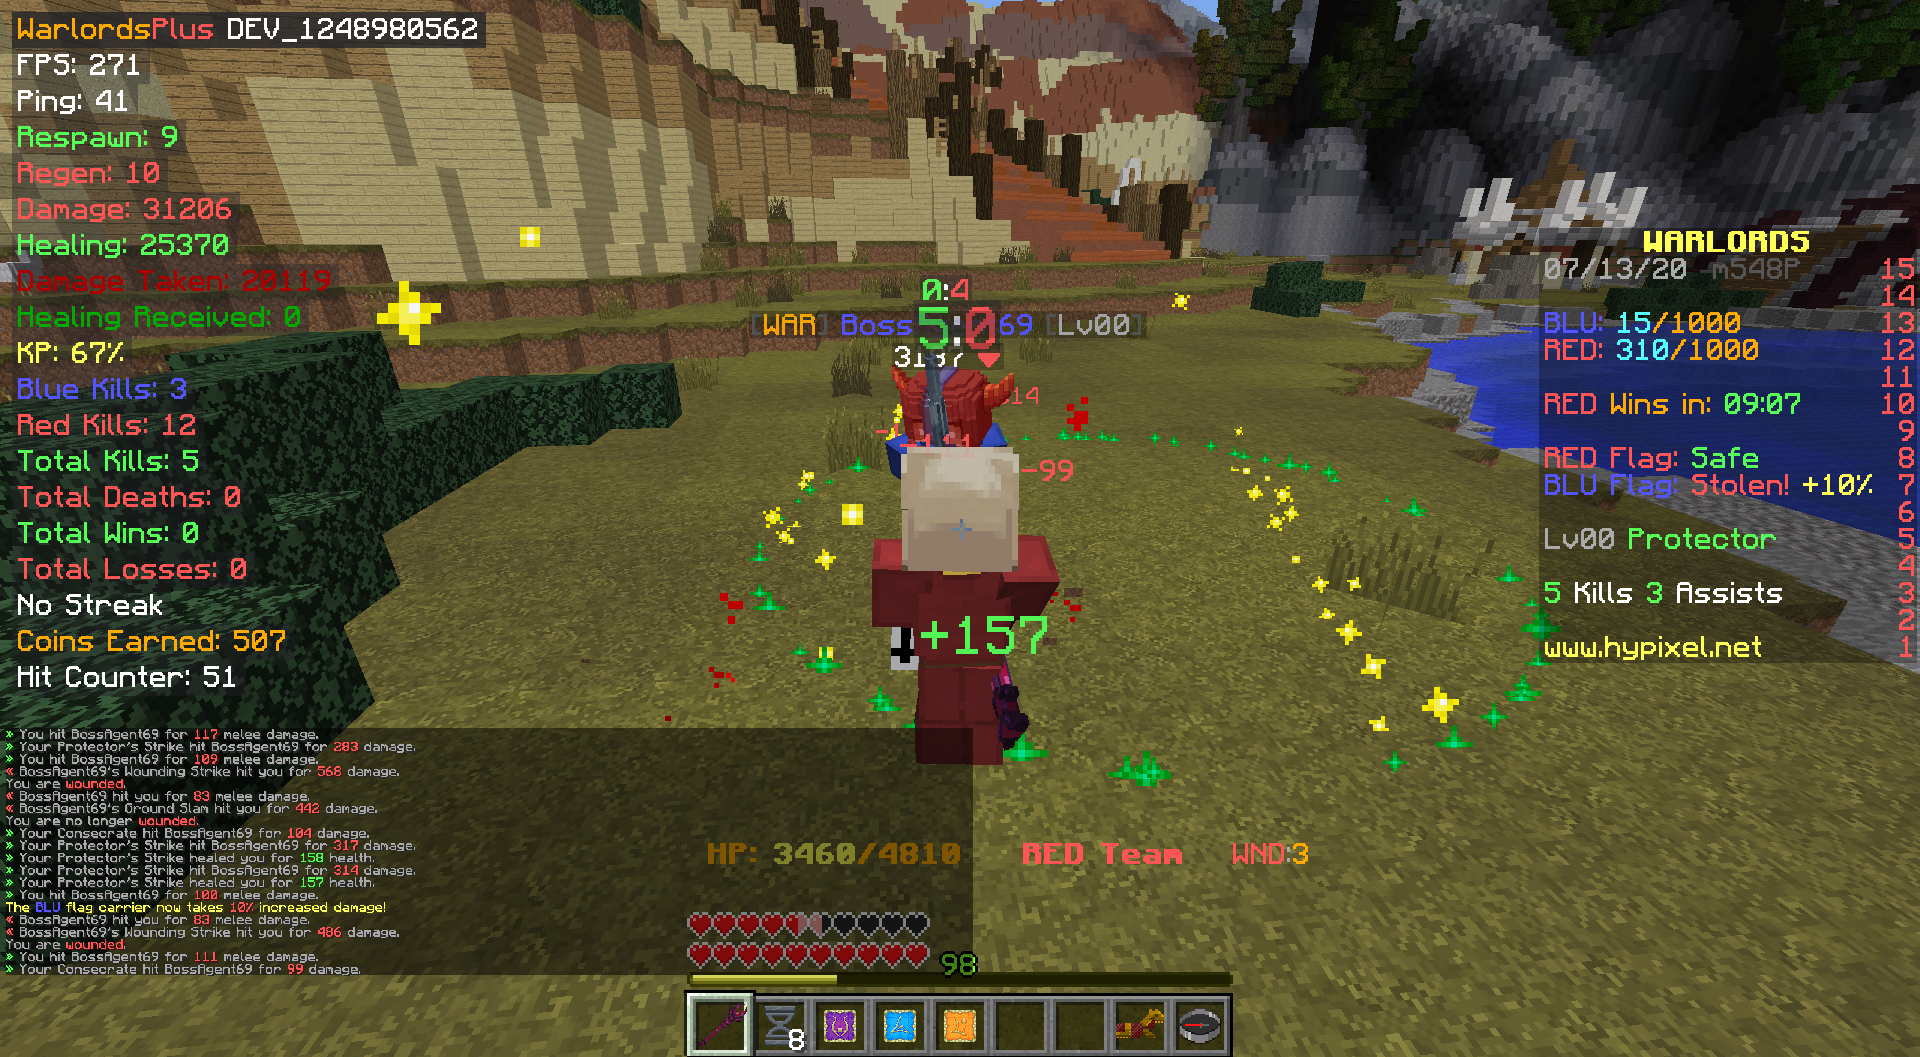 WarlordsPlus DEV_1248980562
FPS: 271
Ping: 41
Respawn: 9
Regen: 10
Damage: 31206
Healing: 25370
Damage Taken: 20119
Healing Received: 0
KP: 67%
Blue Kills: 3
Red Kills: 12
Total Kills: 5
Total Deaths: 0
Total Wins: 0
Total Losses: 0
No Streak
Coins Earned: 507
Hit Counter: 51
0:4
[WAR] Boss 5:0 69 [Lv00]
-99
+157
WARLORDS
07/13/20 m548P 15
14
BLU: 15/1000 13
RED: 310/1000 12
11
RED Wins in: 09:07 10
9
RED Flag: Safe 8
BLU Flag: Stolen! +10% 7
6
Lv00 Protector 5
4
5 Kills 3 Assists 3
2
www.hypixel.net 1
» You hit BossAgent69 for 117 melee damage.
» Your Protector's Strike hit BossAgent69 for 283 damage.
» You hit BossAgent69 for 109 melee damage.
« BossAgent69's Wounding Strike hit you for 568 damage.
You are wounded.
« BossAgent69 hit you for 83 melee damage.
« BossAgent69's Ground Slam hit you for 442 damage.
You are no longer wounded.
» Your Consecrate hit BossAgent69 for 104 damage.
» Your Protector's Strike hit BossAgent69 for 317 damage.
» Your Protector's Strike healed you for 158 health.
» Your Protector's Strike hit BossAgent69 for 314 damage.
» Your Protector's Strike healed you for 157 health.
» You hit BossAgent69 for 100 melee damage.
The BLU flag carrier now takes 10% increased damage!
« BossAgent69 hit you for 83 melee damage.
« BossAgent69's Wounding Strike hit you for 486 damage.
You are wounded.
» You hit BossAgent69 for 111 melee damage.
» Your Consecrate hit BossAgent69 for 99 damage.
HP: 3460/4810 RED Team WND:3
98
8